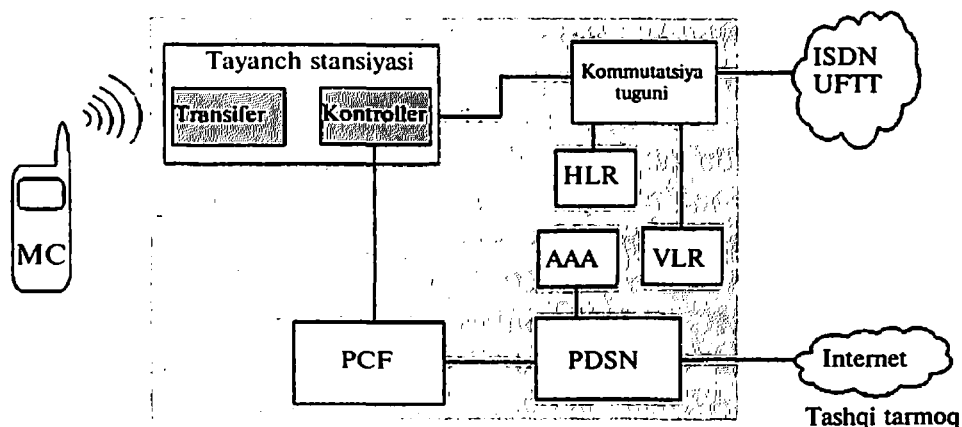 Tayanch stansiyasi
Transifer
Kontroller
Kommutatsiya
tuguni
ISDN
UFTT
HLR
MC
AAA
VLR
PCF
PDSN
Internet
Tashqi tarmoq